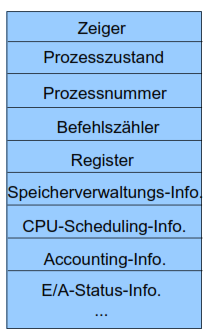 Zeiger
Prozesszustand
Prozessnummer
Befehlszähler
Register
Speicherverwaltungs-Info.
CPU-Scheduling-Info.
Accounting-Info.
E/A-Status-Info.
...